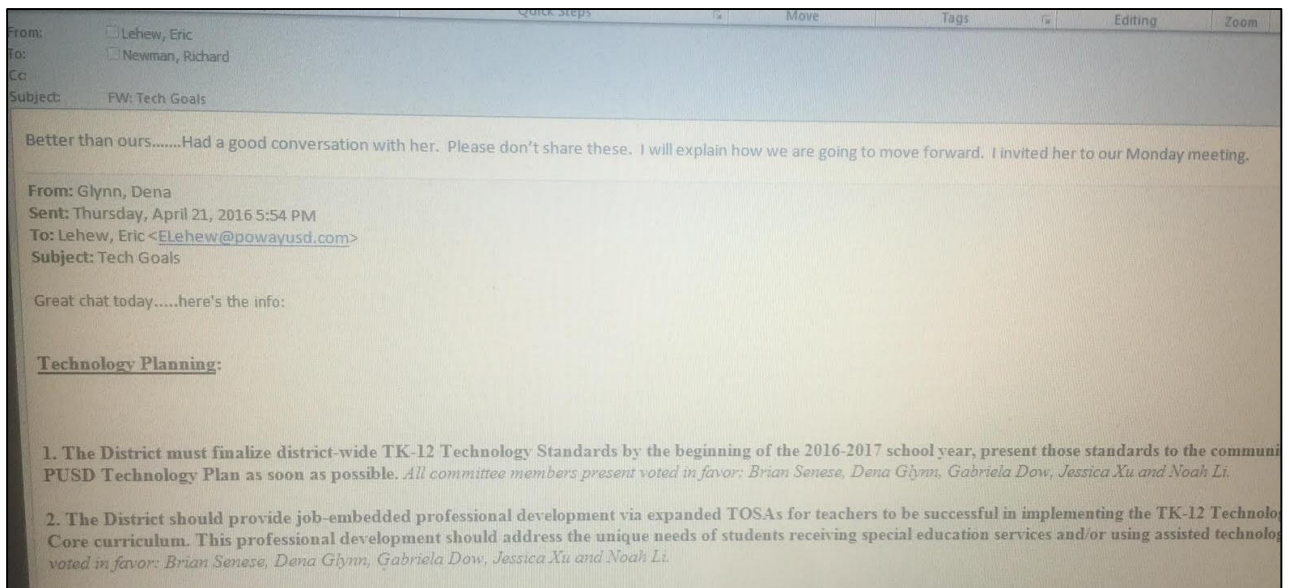 Quick Steps Move Tags Editing Zoom
From: Lehew, Eric
To: Newman, Richard
Cc:
Subject: FW: Tech Goals
Better than ours.......Had a good conversation with her. Please don't share these. I will explain how we are going to move forward. I invited her to our Monday meeting.
From: Glynn, Dena
Sent: Thursday, April 21, 2016 5:54 PM
To: Lehew, Eric <ELehew@powayusd.com>
Subject: Tech Goals
Great chat today.....here's the info:
Technology Planning:
1. The District must finalize district-wide TK-12 Technology Standards by the beginning of the 2016-2017 school year, present those standards to the communi
PUSD Technology Plan as soon as possible. All committee members present voted in favor: Brian Senese, Dena Glynn, Gabriela Dow, Jessica Xu and Noah Li.
2. The District should provide job-embedded professional development via expanded TOSAs for teachers to be successful in implementing the TK-12 Technolo
Core curriculum. This professional development should address the unique needs of students receiving special education services and/or using assisted technolog
voted in favor: Brian Senese, Dena Glynn, Gabriela Dow, Jessica Xu and Noah Li.